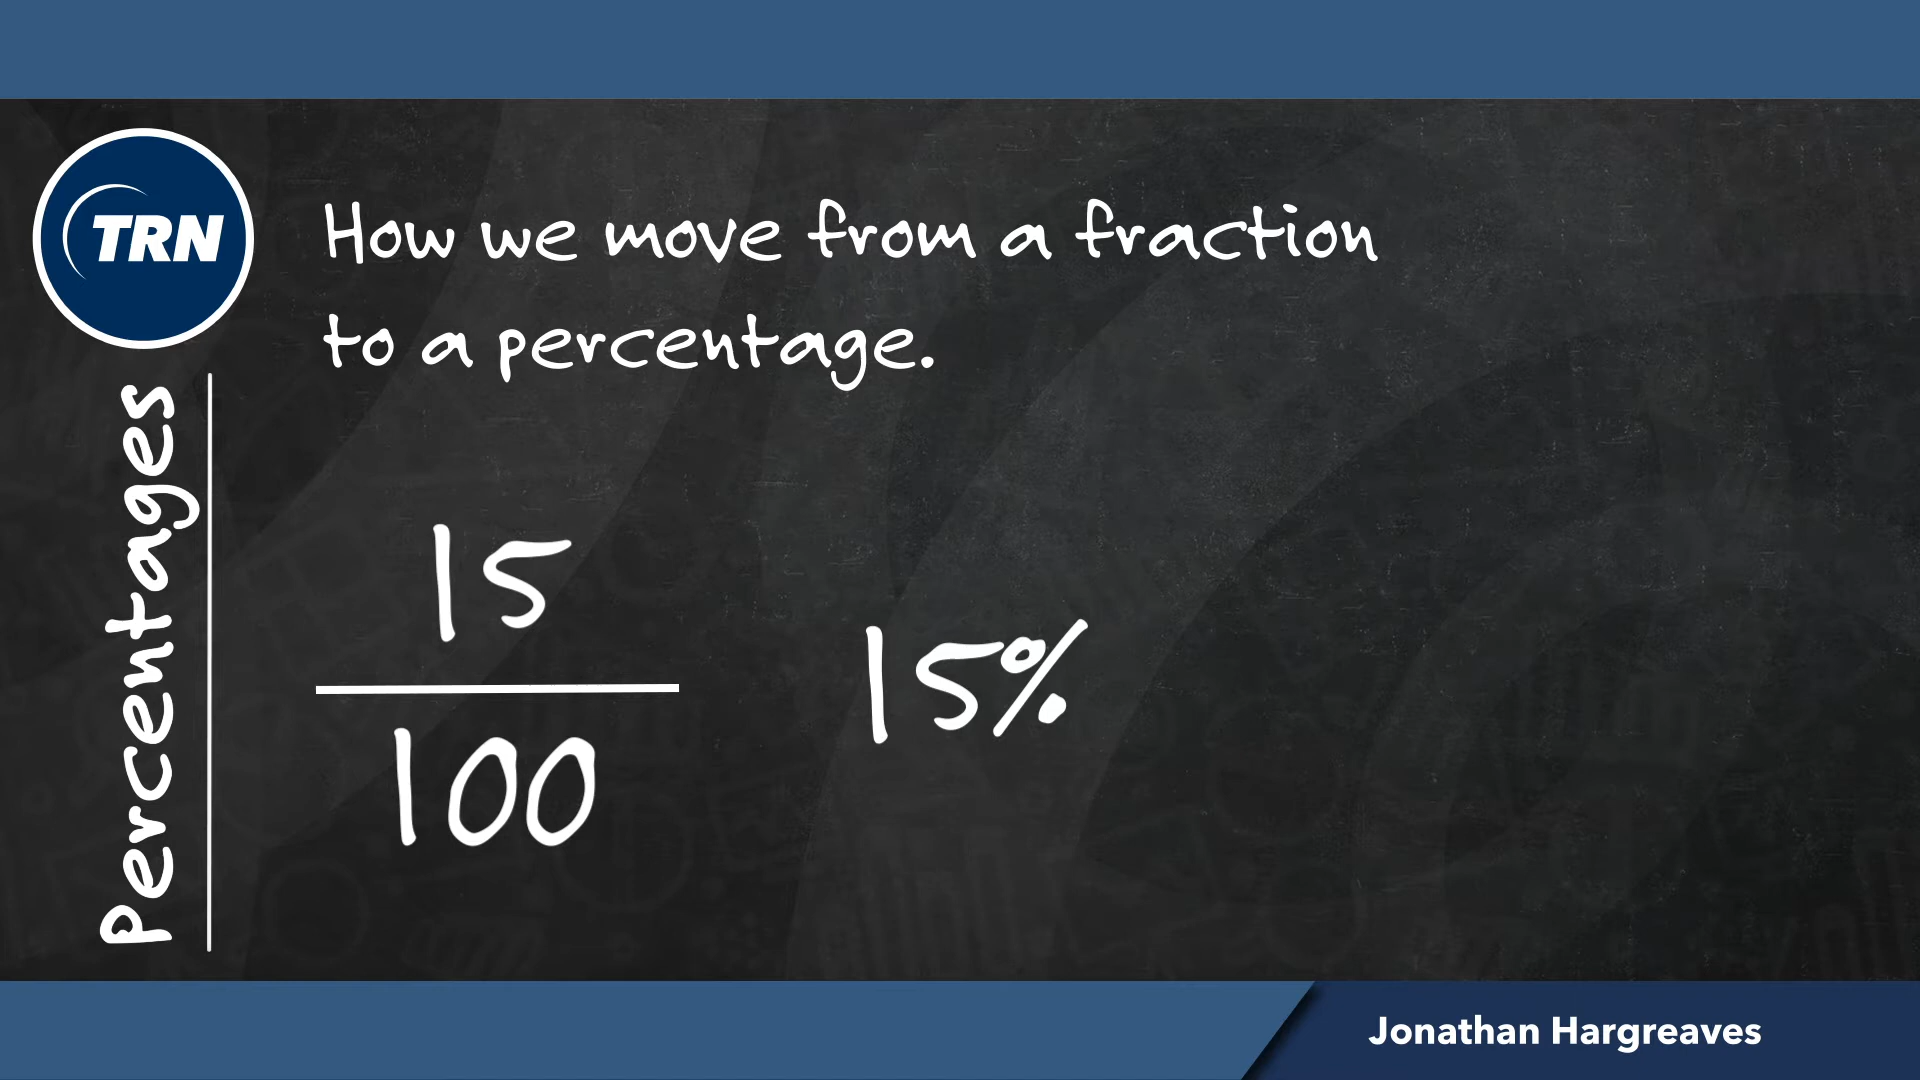 TRN
How we move from a fraction
to a percentage.
Percentages
15
100
15%
Jonathan Hargreaves